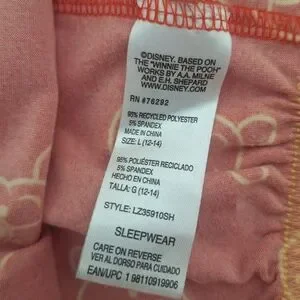 ©DISNEY. BASED ON
THE "WINNIE THE POOH"
WORKS BY A.A. MILNE
AND E.H. SHEPARD
WWW.DISNEY.COM
RN #76292
95% RECYCLED POLYESTER
5% SPANDEX
MADE IN CHINA
SIZE: L (12-14)
95% POLIÉSTER RECICLADO
5% SPANDEX
HECHO EN CHINA
TALLA: G (12-14)
STYLE: LZ35910SH
SLEEPWEAR
CARE ON REVERSE
VER AL DORSO PARA CUIDADO
EAN/UPC 1 98110919906